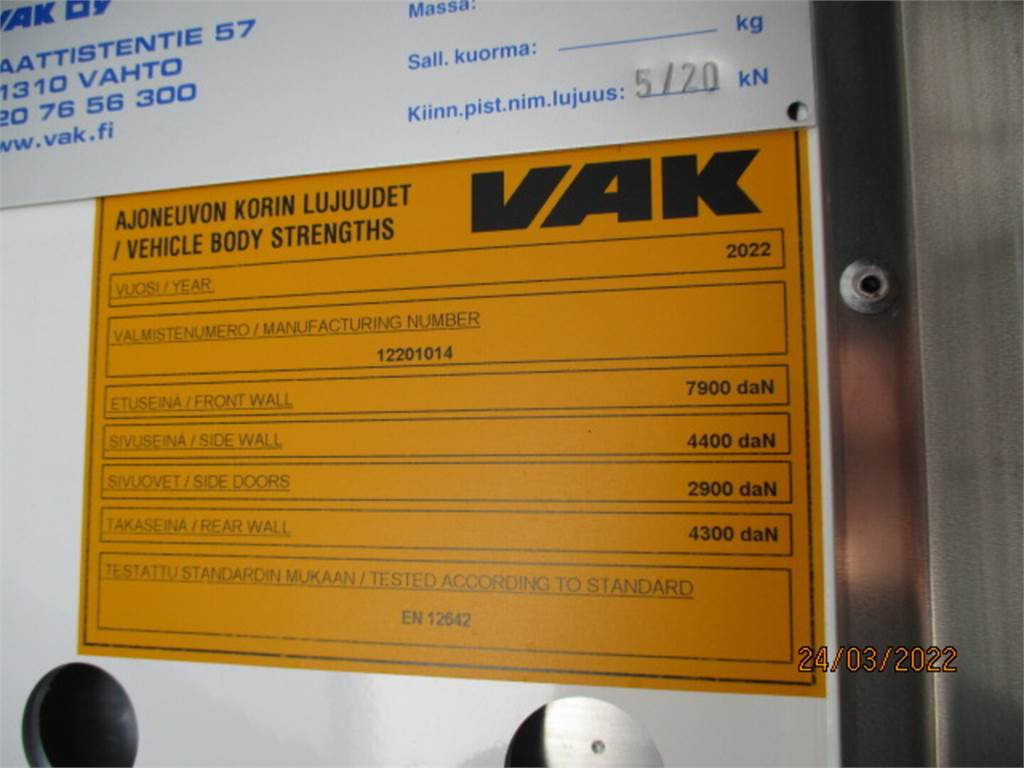 VAK OY
AATTISTENTIE 57
1310 VAHTO
20 76 56 300
www.vak.fi
Massa: kg
Sall. kuorma:
Kiinn.pist.nim.lujuus: 5/20 kN
AJONEUVON KORIN LUJUUDET
/ VEHICLE BODY STRENGTHS
VAK
VUOSI / YEAR 2022
VALMISTENUMERO / MANUFACTURING NUMBER
12201014
ETUSEINÄ / FRONT WALL 7900 daN
SIVUSEINÄ / SIDE WALL 4400 daN
SIVUOVET / SIDE DOORS 2900 daN
TAKASEINÄ / REAR WALL 4300 daN
TESTATTU STANDARDIN MUKAAN / TESTED ACCORDING TO STANDARD
EN 12642
24/03/2022